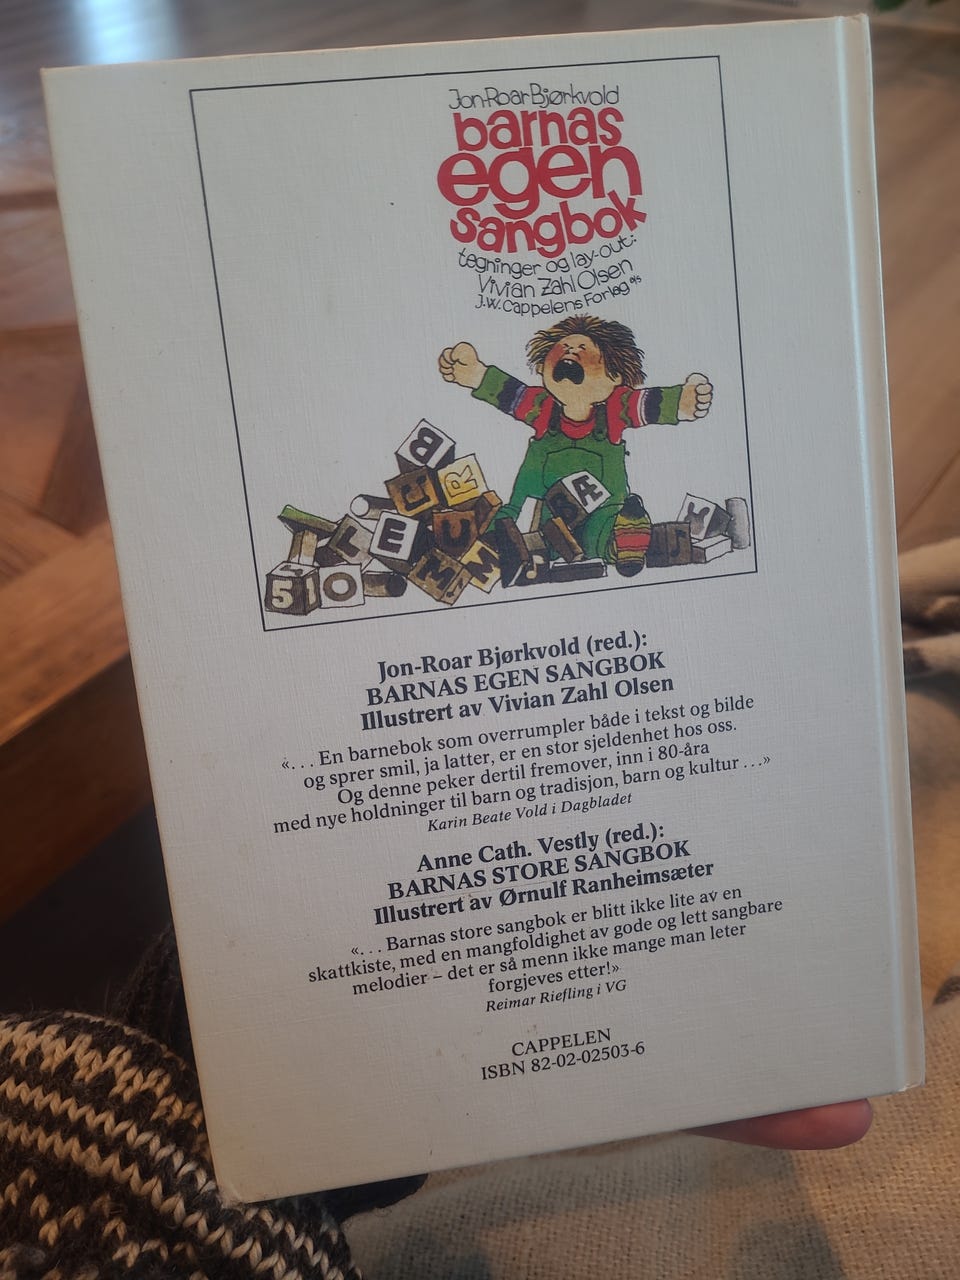 Jon-Roar Bjørkvold
barnas
egen
sangbok
tegninger og lay-out:
Vivian Zahl Olsen
J.W. Cappelens Forlag a/s
B
U R Æ
L E U
M M
5 O
Jon-Roar Bjørkvold (red.):
BARNAS EGEN SANGBOK
Illustrert av Vivian Zahl Olsen
«. . . En barnebok som overrumpler både i tekst og bilde
og sprer smil, ja latter, er en stor sjeldenhet hos oss.
Og denne peker dertil fremover, inn i 80-åra
med nye holdninger til barn og tradisjon, barn og kultur . . .»
Karin Beate Vold i Dagbladet
Anne Cath. Vestly (red.):
BARNAS STORE SANGBOK
Illustrert av Ørnulf Ranheimsæter
«. . . Barnas store sangbok er blitt ikke lite av en
skattkiste, med en mangfoldighet av gode og lett sangbare
melodier – det er så menn ikke mange man leter
forgjeves etter!»
Reimar Riefling i VG
CAPPELEN
ISBN 82-02-02503-6